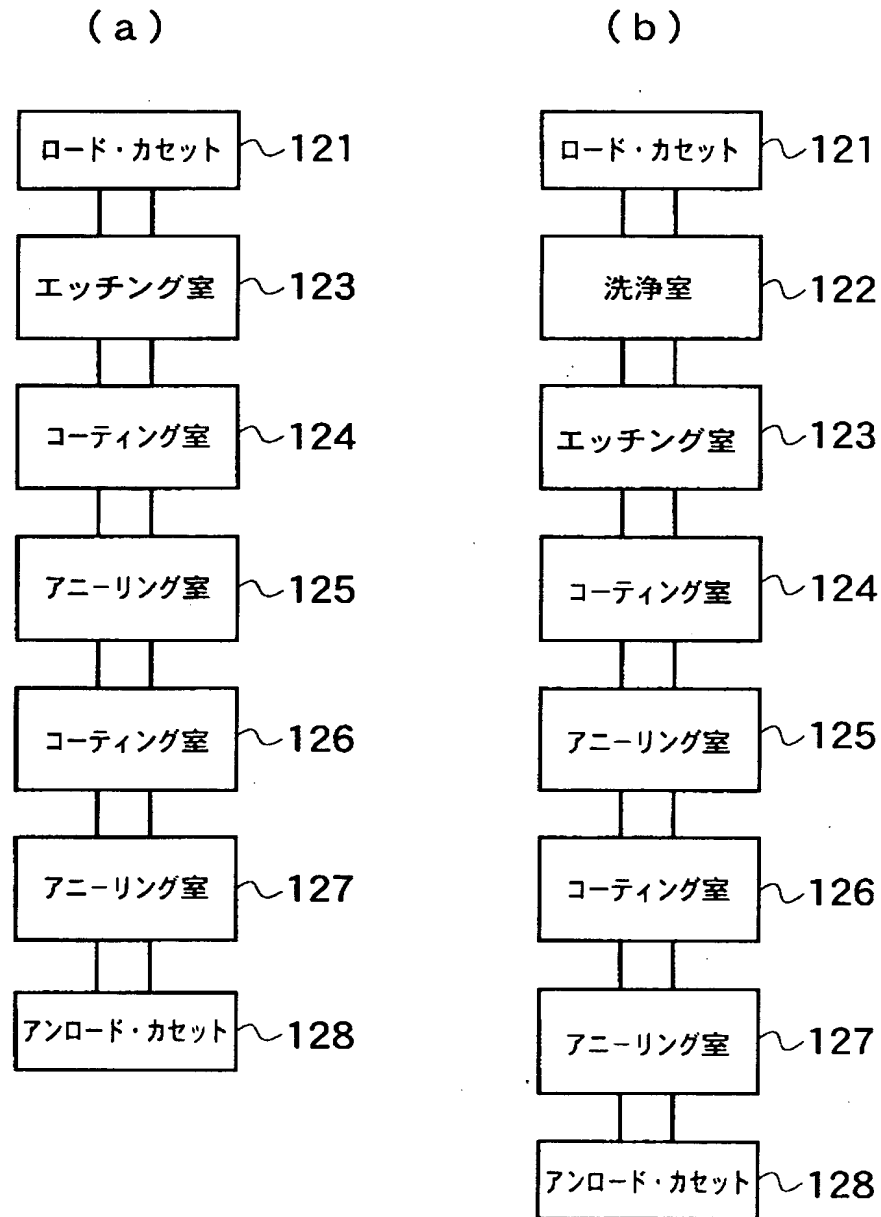 (a)
ロード・カセット 121
エッチング室 123
コーティング室 124
アニーリング室 125
コーティング室 126
アニーリング室 127
アンロード・カセット 128
(b)
ロード・カセット 121
洗浄室 122
エッチング室 123
コーティング室 124
アニーリング室 125
コーティング室 126
アニーリング室 127
アンロード・カセット 128